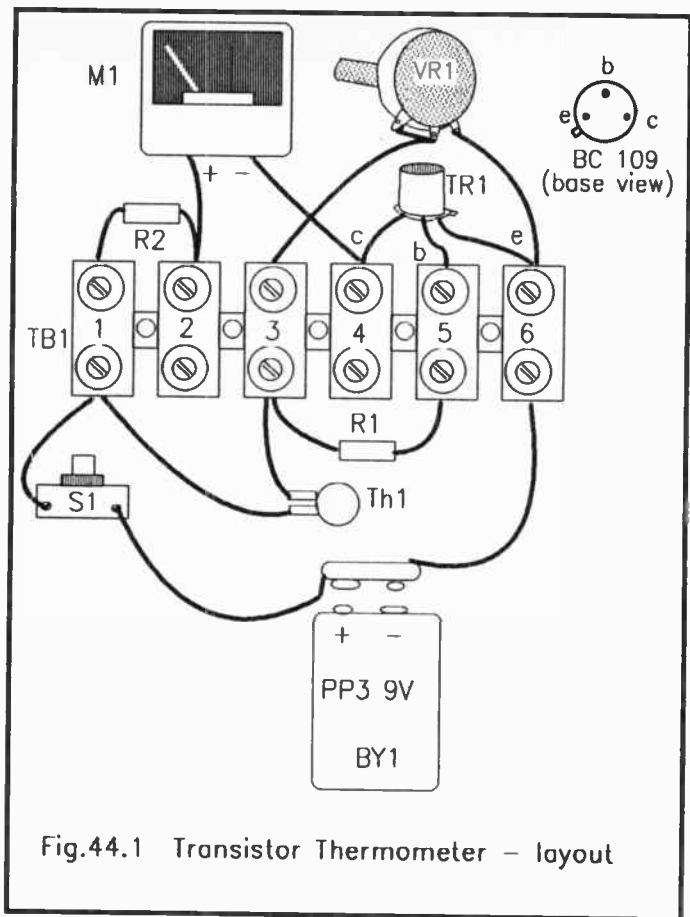 M1
VR1
b
e
c
BC 109
(base view)
TR1
+ -
R2
c
b
e
TB1
1
2
3
4
5
6
R1
S1
Th1
+ -
PP3 9V
BY1
Fig.44.1 Transistor Thermometer - layout